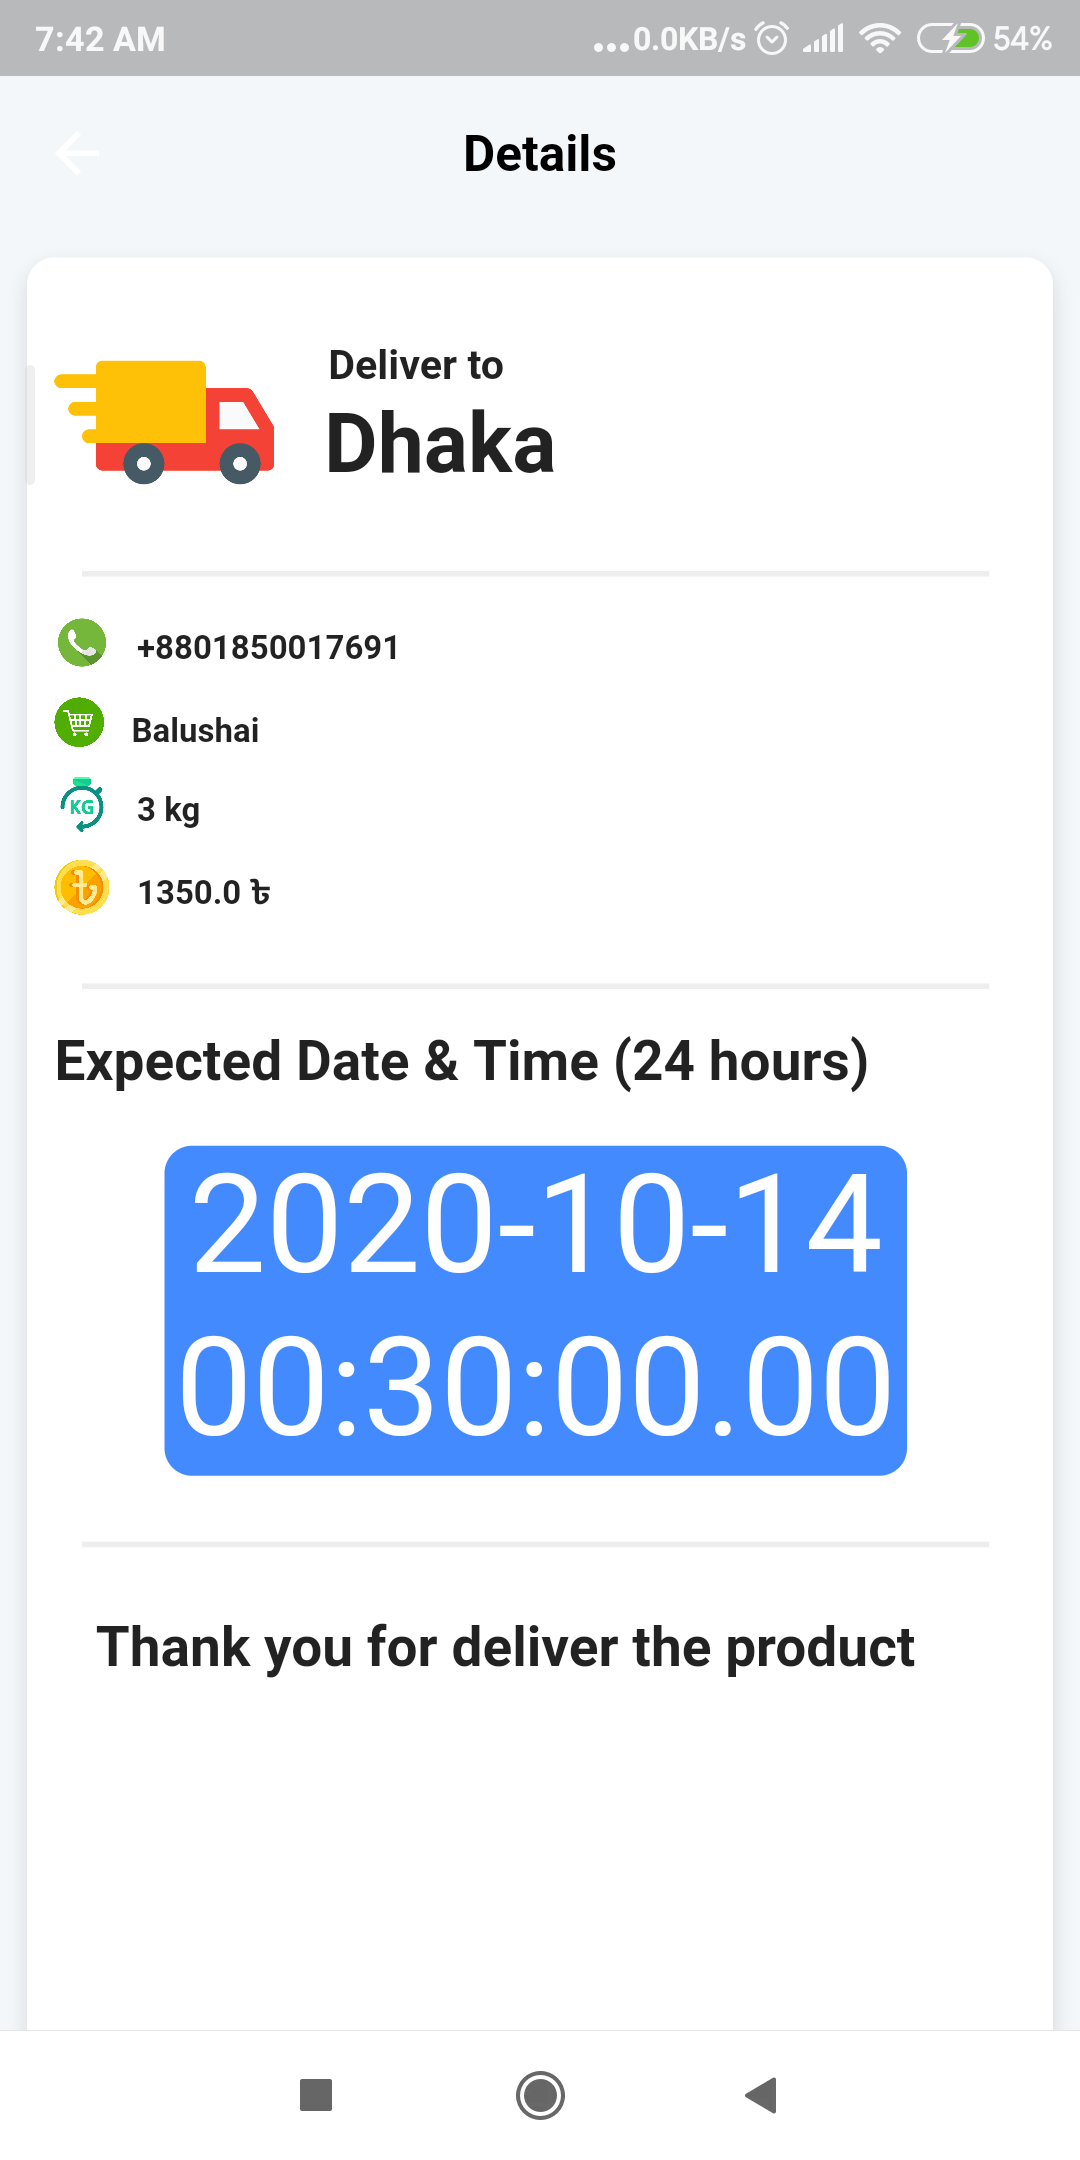 7:42 AM ...0.0KB/s 54%
Details
Deliver to
Dhaka
+8801850017691
Balushai
KG
3 kg
৳
1350.0 ৳
Expected Date & Time (24 hours)
2020-10-14
00:30:00.00
Thank you for deliver the product